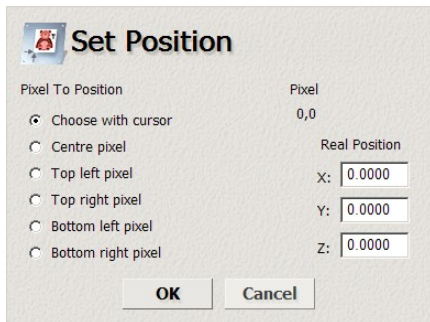 Set Position
Pixel To Position
Pixel
Choose with cursor
0,0
Centre pixel
Real Position
Top left pixel
X: 0.0000
Top right pixel
Y: 0.0000
Bottom left pixel
Bottom right pixel
Z: 0.0000
OK
Cancel